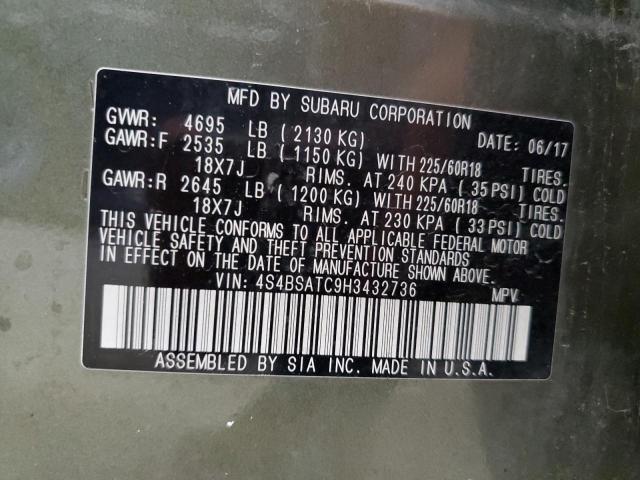 MFD BY SUBARU CORPORATION
GVWR: 4695 LB ( 2130 KG) DATE: 06/17
GAWR:F 2535 LB ( 1150 KG) WITH 225/60R18 TIRES.
18X7J RIMS. AT 240 KPA ( 35 PSI) COLD
GAWR:R 2645 LB ( 1200 KG) WITH 225/60R18 TIRES.
18X7J RIMS. AT 230 KPA ( 33 PSI) COLD
THIS VEHICLE CONFORMS TO ALL APPLICABLE FEDERAL MOTOR
VEHICLE SAFETY AND THEFT PREVENTION STANDARDS
IN EFFECT ON THE DATE OF MANUFACTURE SHOWN ABOVE.
VIN: 4S4BSATC9H3432736 MPV
ASSEMBLED BY SIA INC. MADE IN U.S.A.